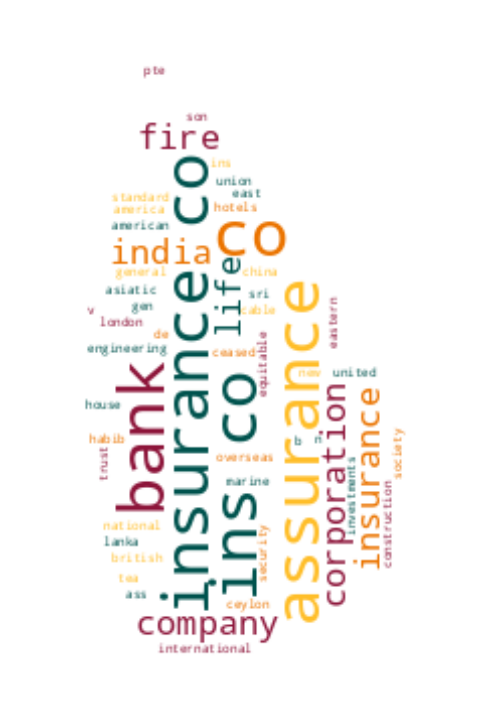 pte
son
fire
insurance co
ins
union
standard
east
america
hotels
american
co
india
life
general
china
asiatic
sri
gen
cable
v
london
eastern
de
engineering
ceased
equitable
bank
ins co
assurance
new
united
house
corporation
insurance
habib
b
n.
society
trust
overseas
investments
marine
construction
national
security
lanka
british
tea
ass
ceylon
company
international